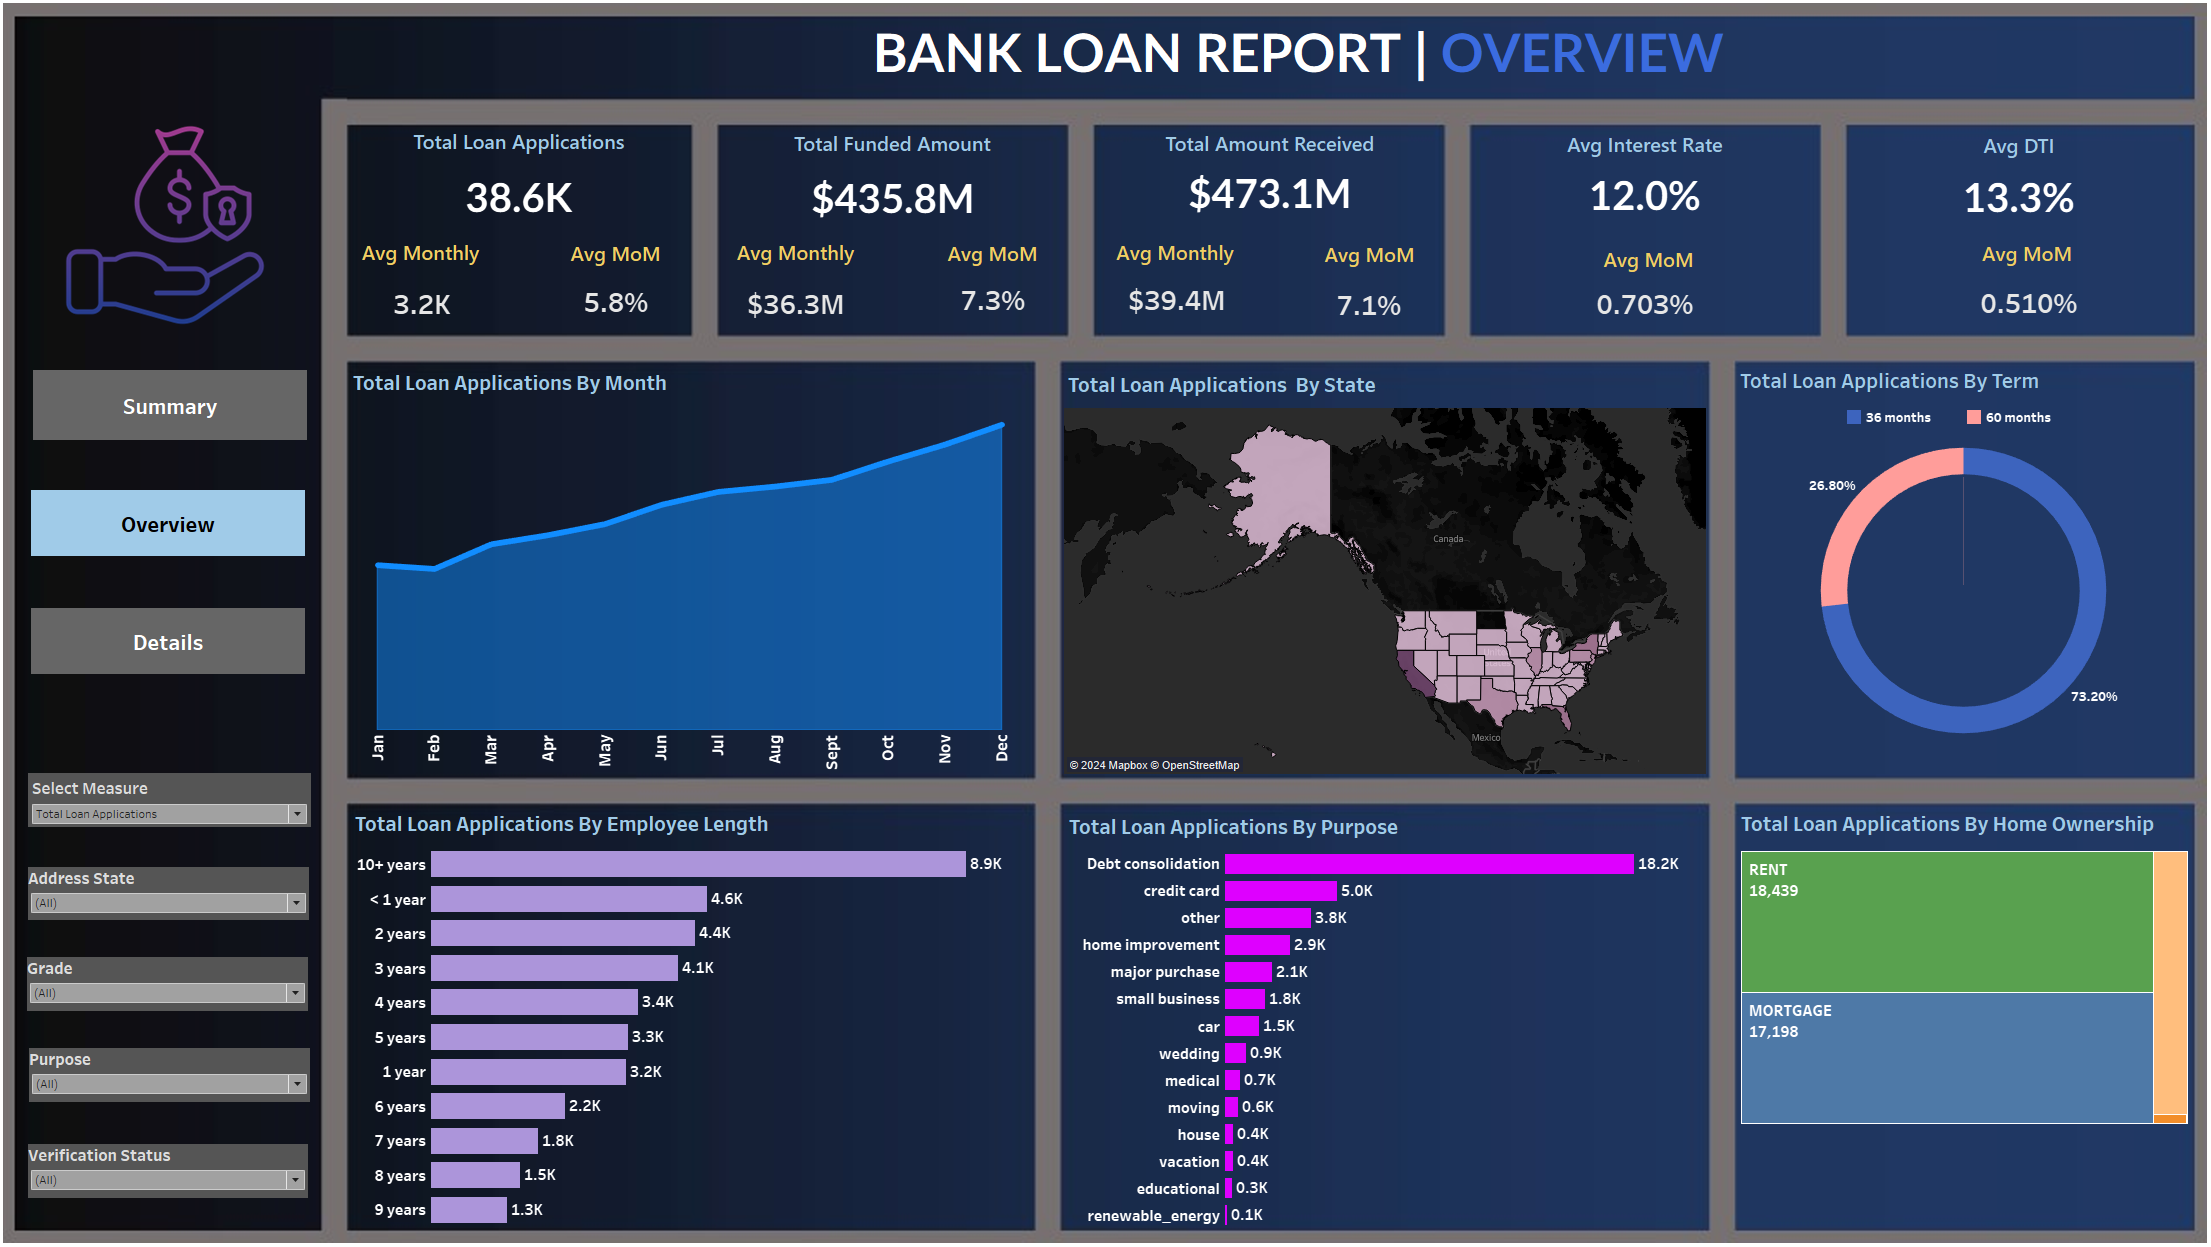 BANK LOAN REPORT | OVERVIEW
Total Loan Applications
38.6K
Avg Monthly
Avg MoM
3.2K
5.8%
Total Funded Amount
$435.8M
Avg Monthly
Avg MoM
$36.3M
7.3%
Total Amount Received
$473.1M
Avg Monthly
Avg MoM
$39.4M
7.1%
Avg Interest Rate
12.0%
Avg MoM
0.703%
Avg DTI
13.3%
Avg MoM
0.510%
Summary
Overview
Details
Select Measure
Total Loan Applications
Address State
(All)
Grade
(All)
Purpose
(All)
Verification Status
(All)
Total Loan Applications By Month
Jan
Feb
Mar
Apr
May
Jun
Jul
Aug
Sept
Oct
Nov
Dec
Total Loan Applications  By State
Canada
Mexico
© 2024 Mapbox © OpenStreetMap
Total Loan Applications By Term
36 months
60 months
26.80%
73.20%
Total Loan Applications By Employee Length
10+ years 8.9K
< 1 year 4.6K
2 years 4.4K
3 years 4.1K
4 years 3.4K
5 years 3.3K
1 year 3.2K
6 years 2.2K
7 years 1.8K
8 years 1.5K
9 years 1.3K
Total Loan Applications By Purpose
Debt consolidation 18.2K
credit card 5.0K
other 3.8K
home improvement 2.9K
major purchase 2.1K
small business 1.8K
car 1.5K
wedding 0.9K
medical 0.7K
moving 0.6K
house 0.4K
vacation 0.4K
educational 0.3K
renewable_energy 0.1K
Total Loan Applications By Home Ownership
RENT
18,439
MORTGAGE
17,198